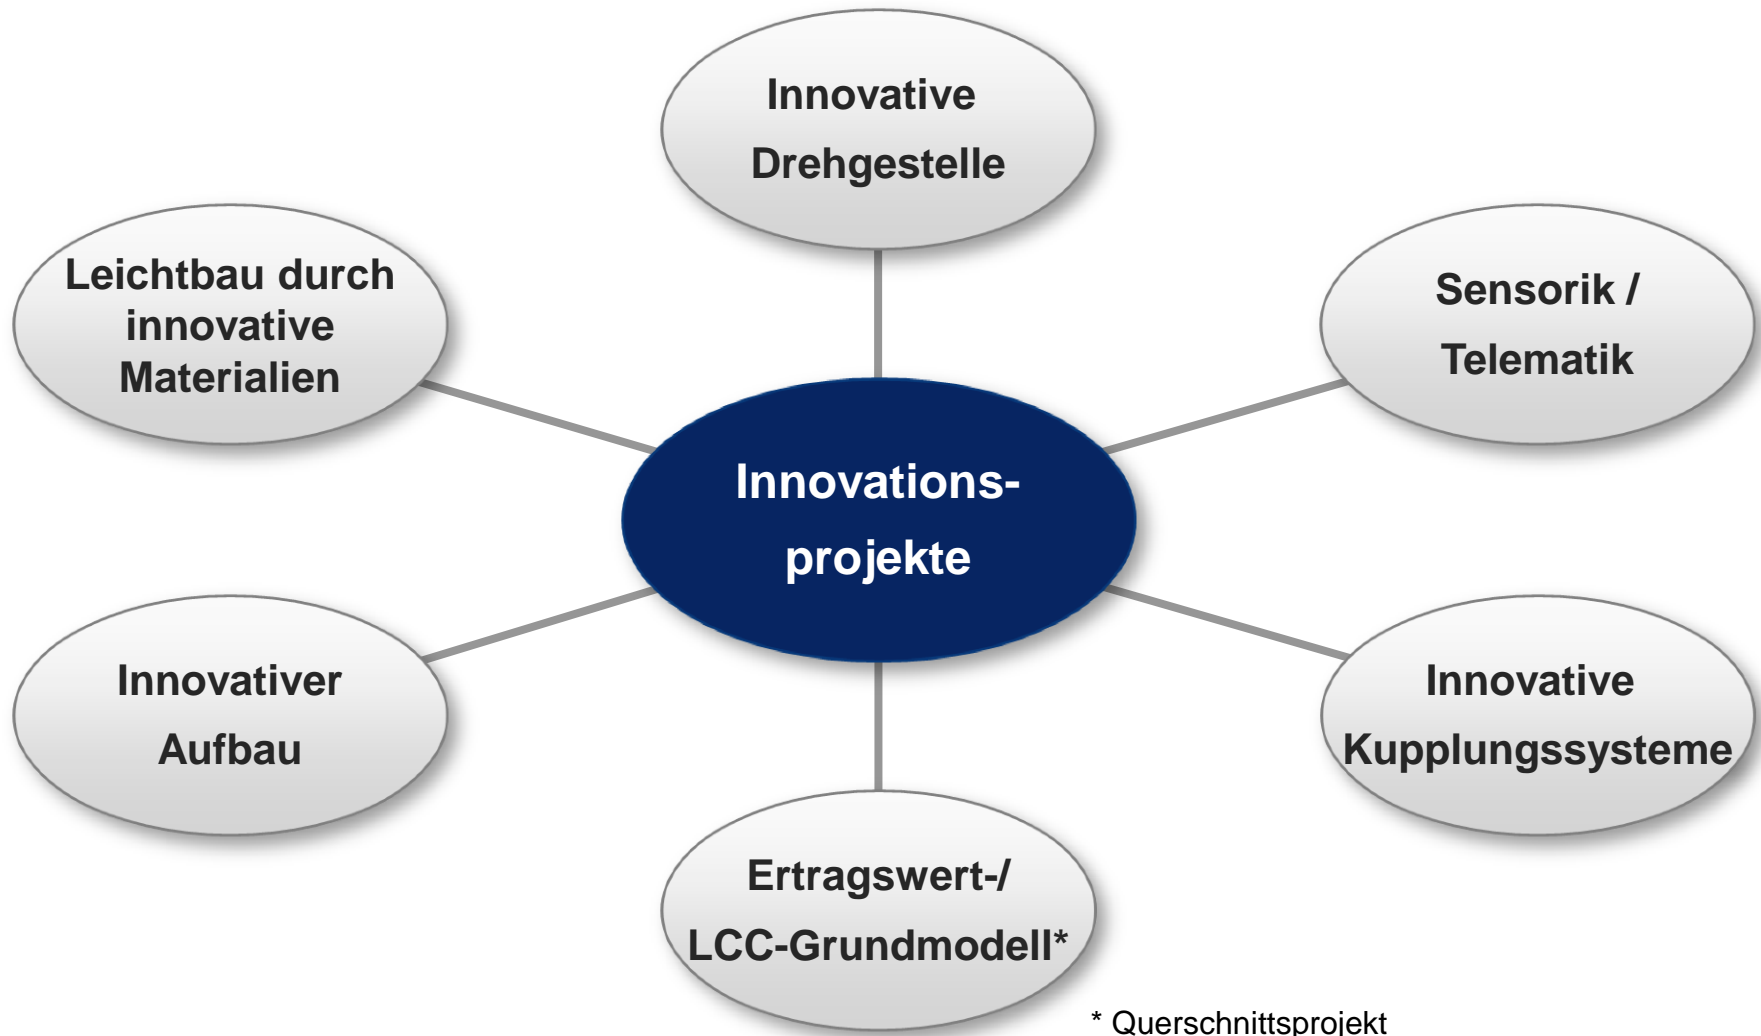 Innovative
Drehgestelle
Leichtbau durch
innovative
Materialien
Sensorik /
Telematik
Innovations-
projekte
Innovativer
Aufbau
Innovative
Kupplungssysteme
Ertragswert-/
LCC-Grundmodell*
* Querschnittsprojekt